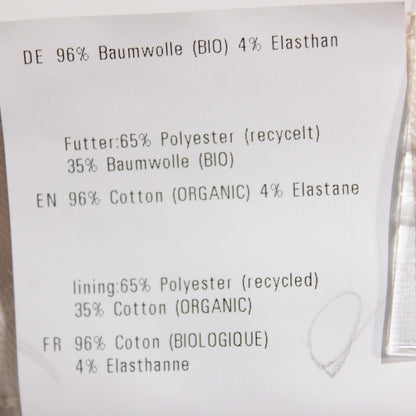 DE 96% Baumwolle (BIO) 4% Elasthan
Futter:65% Polyester (recycelt)
35% Baumwolle (BIO)
EN 96% Cotton (ORGANIC) 4% Elastane
lining:65% Polyester (recycled)
35% Cotton (ORGANIC)
FR 96% Coton (BIOLOGIQUE)
4% Elasthanne